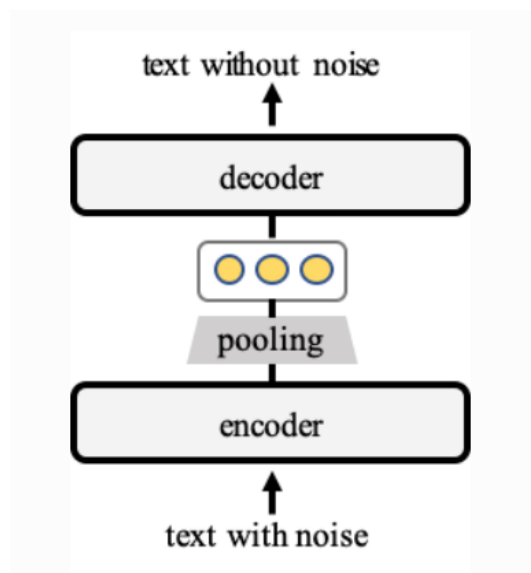 text without noise
decoder
pooling
encoder
text with noise